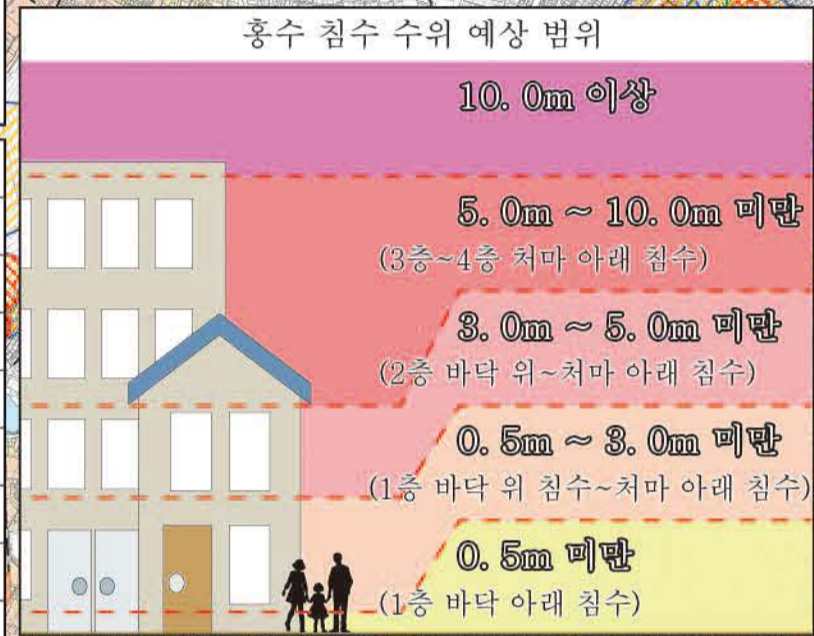 홍수 침수 수위 예상 범위
10. 0m 이상
5. 0m ~ 10. 0m 미만
(3층~4층 처마 아래 침수)
3. 0m ~ 5. 0m 미만
(2층 바닥 위~처마 아래 침수)
0. 5m ~ 3. 0m 미만
(1층 바닥 위 침수~처마 아래 침수)
0. 5m 미만
(1층 바닥 아래 침수)